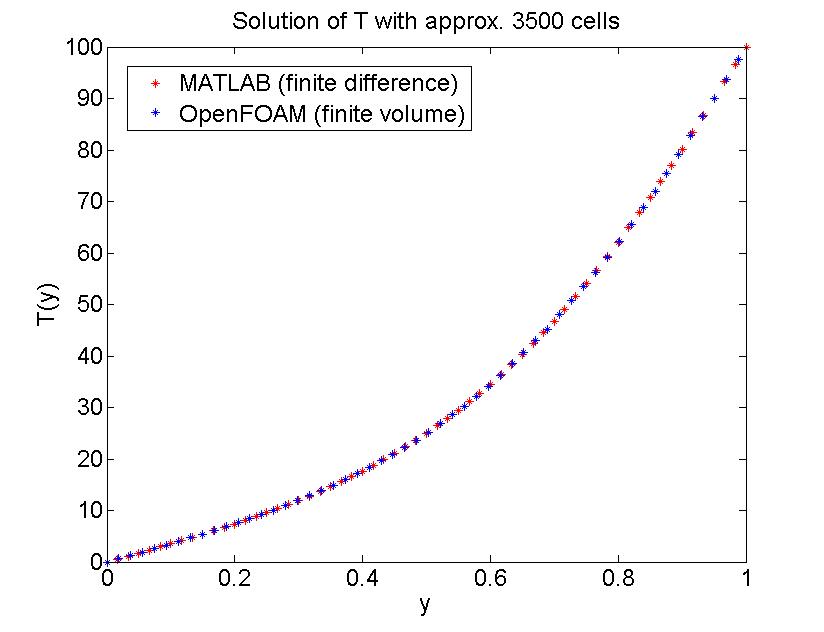 Solution of T with approx. 3500 cells
100
90
80
70
60
50
40
30
20
10
0
MATLAB (finite difference)
OpenFOAM (finite volume)
T(y)
0 0.2 0.4 0.6 0.8 1
y